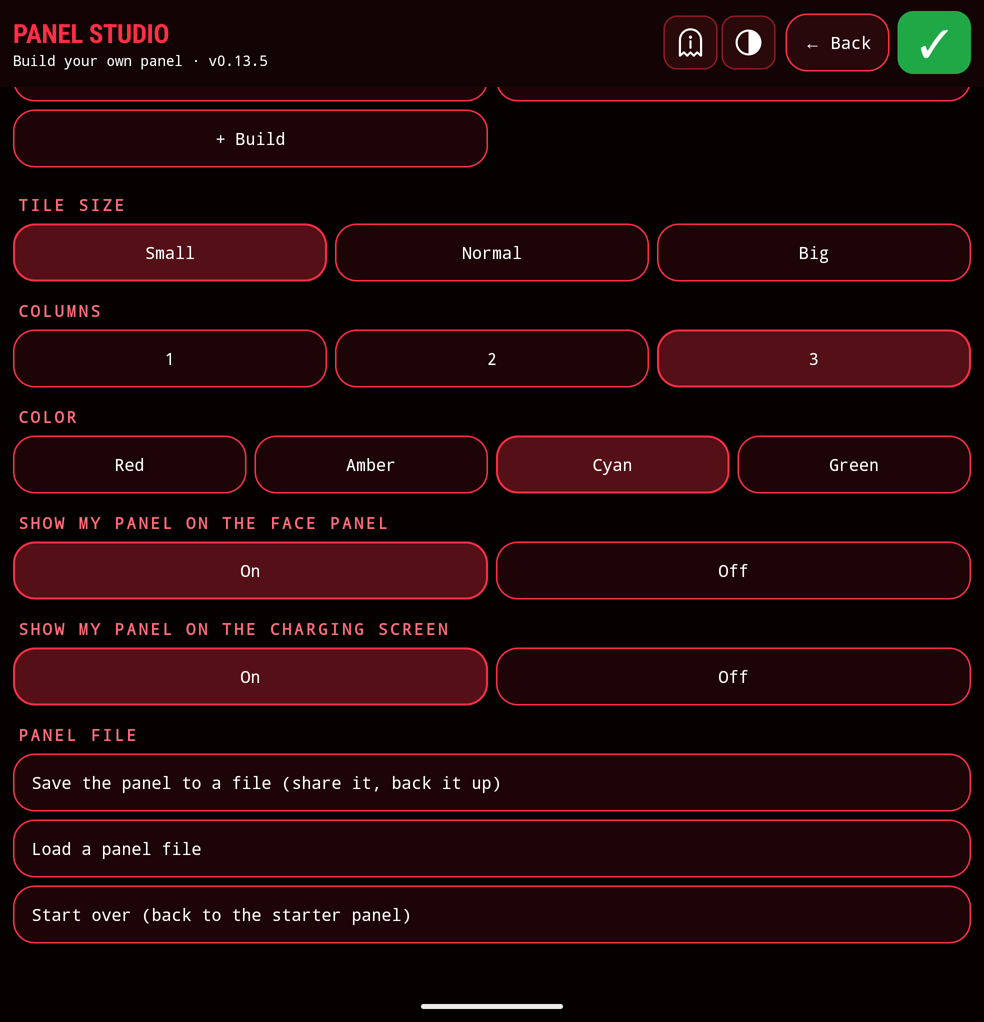 PANEL STUDIO
Build your own panel · v0.13.5
← Back
✓
+ Build
TILE SIZE
Small
Normal
Big
COLUMNS
1
2
3
COLOR
Red
Amber
Cyan
Green
SHOW MY PANEL ON THE FACE PANEL
On
Off
SHOW MY PANEL ON THE CHARGING SCREEN
On
Off
PANEL FILE
Save the panel to a file (share it, back it up)
Load a panel file
Start over (back to the starter panel)